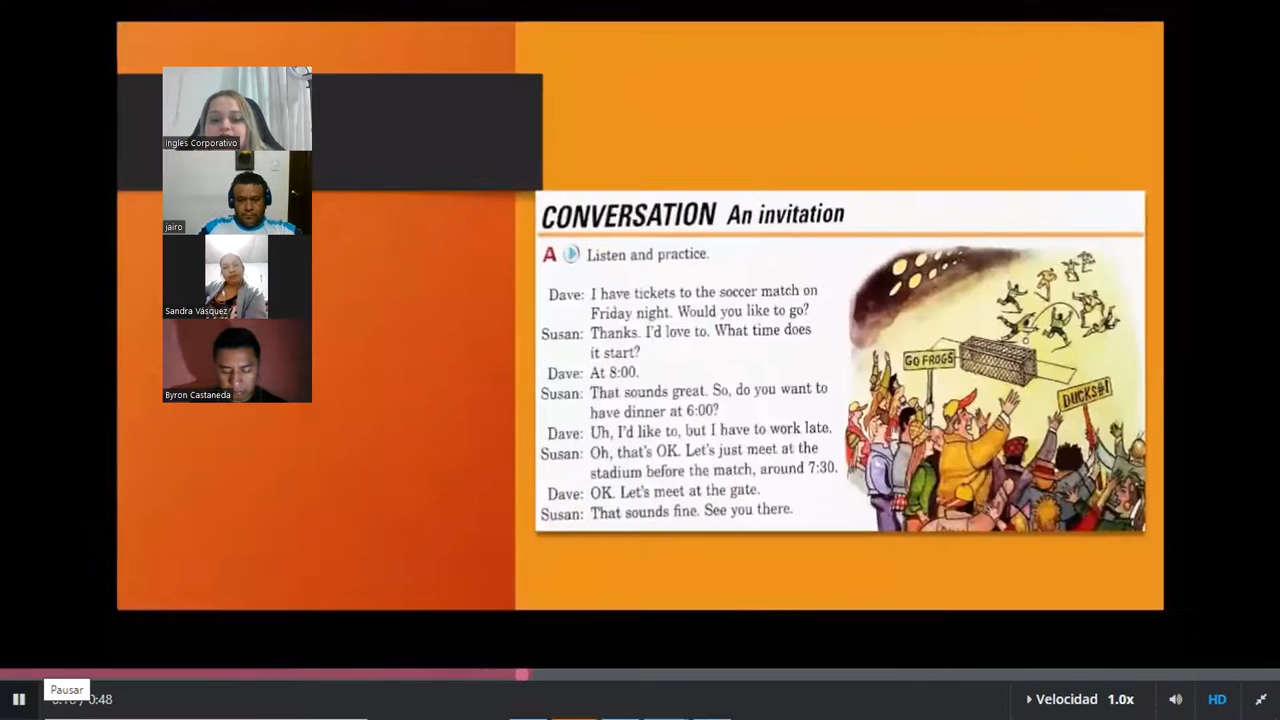 Ingles Corporativo
jairo
Sandra Vásquez
Byron Castaneda
CONVERSATION An invitation
A Listen and practice.
Dave: I have tickets to the soccer match on
Friday night. Would you like to go?
Susan: Thanks. I'd love to. What time does
it start?
Dave: At 8:00.
Susan: That sounds great. So, do you want to
have dinner at 6:00?
Dave: Uh, I'd like to, but I have to work late.
Susan: Oh, that's OK. Let's just meet at the
stadium before the match, around 7:30.
Dave: OK. Let's meet at the gate.
Susan: That sounds fine. See you there.
GO FROGS
DUCKS#1
Pausar
0:48
Velocidad 1.0x
HD